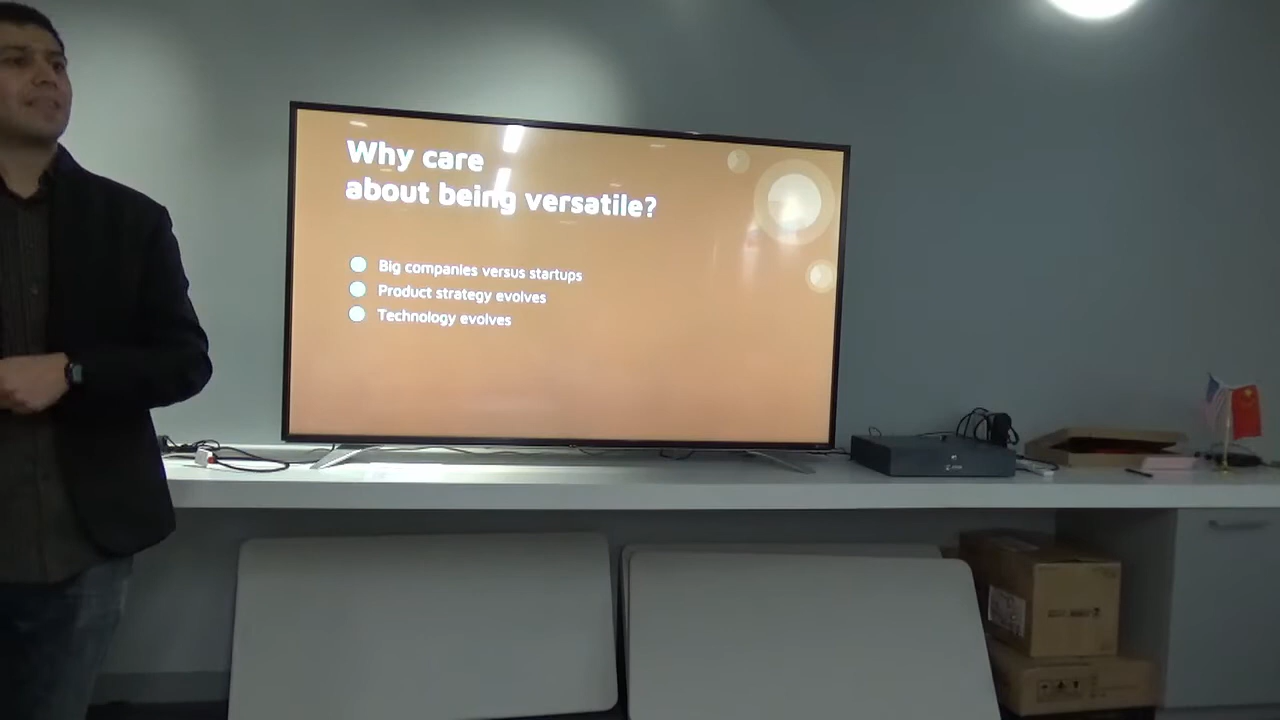 Why care
about being versatile?
Big companies versus startups
Product strategy evolves
Technology evolves